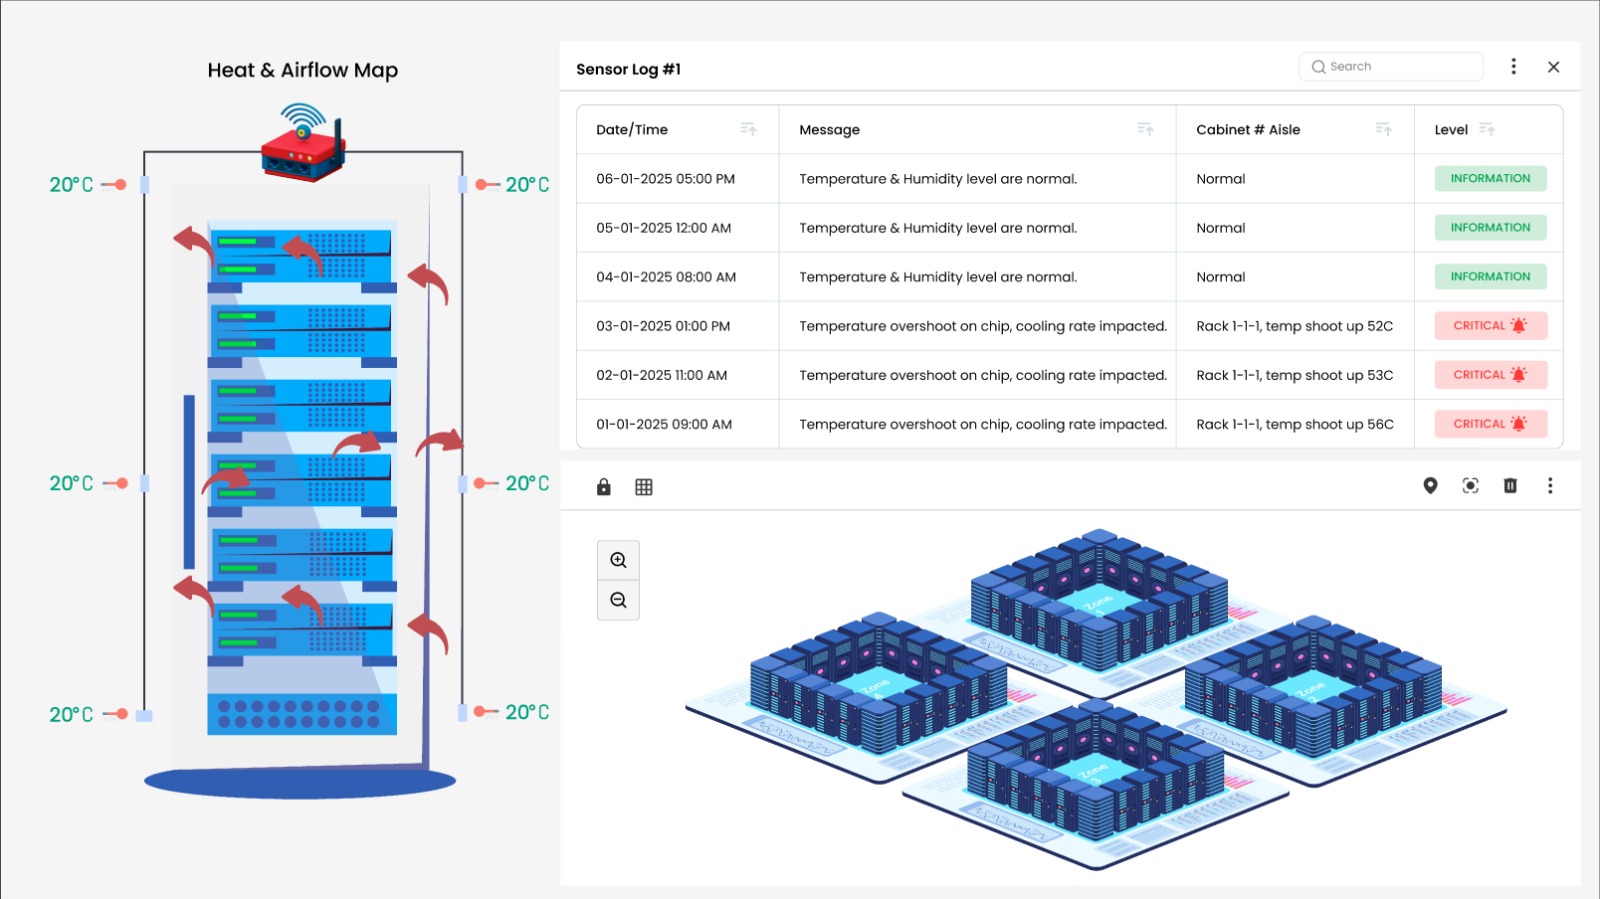 Heat & Airflow Map
20°C
20°C
20°C
20°C
20°C
20°C
Sensor Log #1
Search
Date/Time Message Cabinet # Aisle Level
06-01-2025 05:00 PM Temperature & Humidity level are normal. Normal INFORMATION
05-01-2025 12:00 AM Temperature & Humidity level are normal. Normal INFORMATION
04-01-2025 08:00 AM Temperature & Humidity level are normal. Normal INFORMATION
03-01-2025 01:00 PM Temperature overshoot on chip, cooling rate impacted. Rack 1-1-1, temp shoot up 52C CRITICAL
02-01-2025 11:00 AM Temperature overshoot on chip, cooling rate impacted. Rack 1-1-1, temp shoot up 53C CRITICAL
01-01-2025 09:00 AM Temperature overshoot on chip, cooling rate impacted. Rack 1-1-1, temp shoot up 56C CRITICAL
Zone
1
Zone
Zone
2
Zone
3